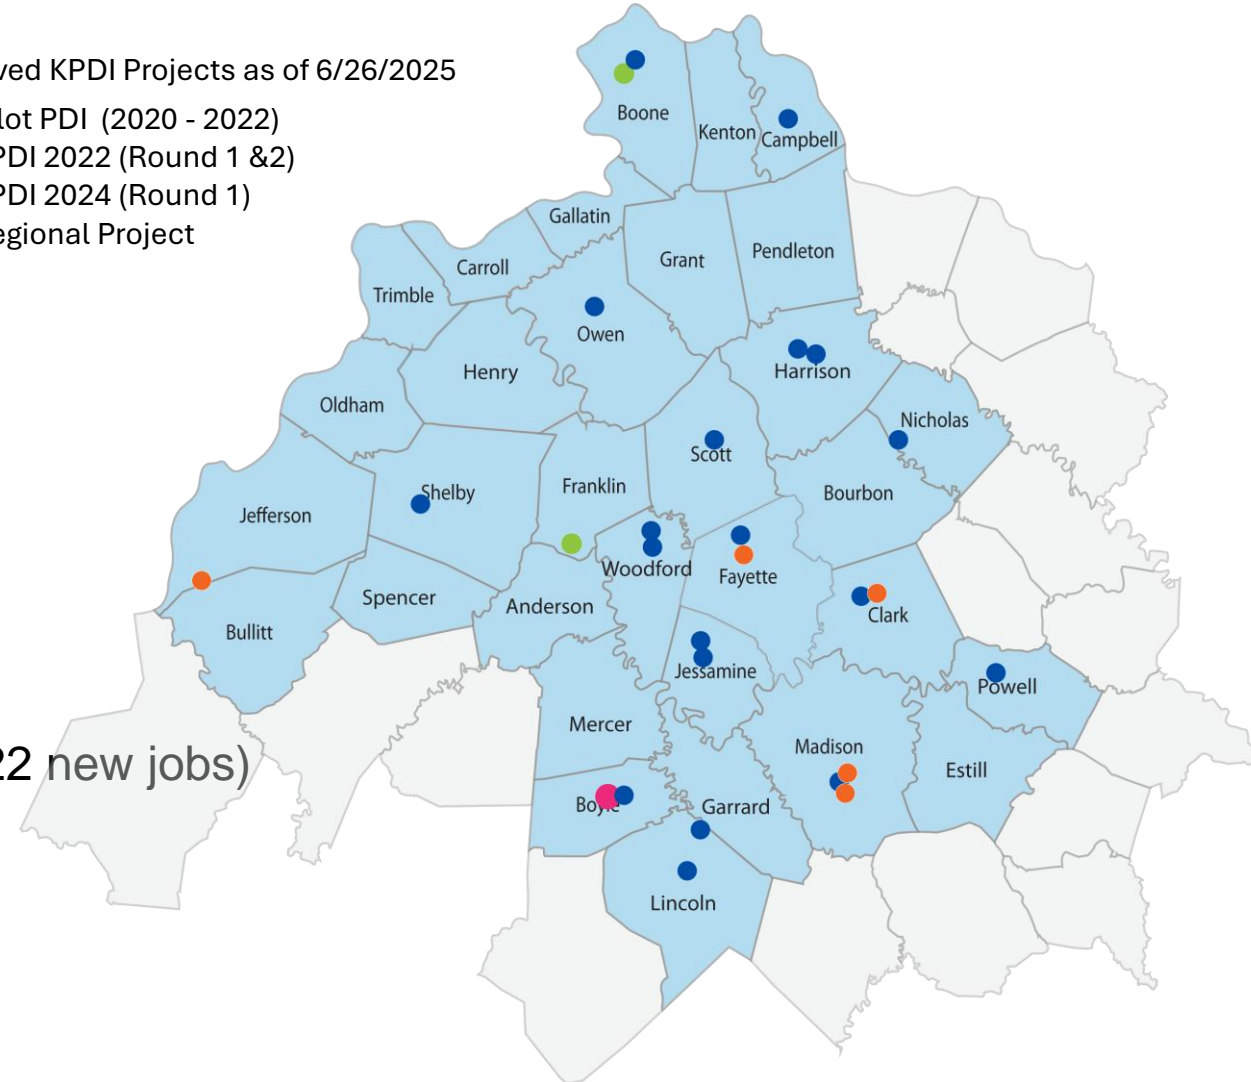 ved KPDI Projects as of 6/26/2025
lot PDI (2020 - 2022)
PDI 2022 (Round 1 &2)
PDI 2024 (Round 1)
egional Project
Boone
Kenton
Campbell
Gallatin
Carroll
Grant
Pendleton
Trimble
Owen
Henry
Harrison
Oldham
Nicholas
Scott
Shelby
Franklin
Bourbon
Jefferson
Woodford
Fayette
Spencer
Anderson
Clark
Bullitt
Jessamine
Powell
Mercer
Madison
22 new jobs)
Estill
Boyle
Garrard
Lincoln